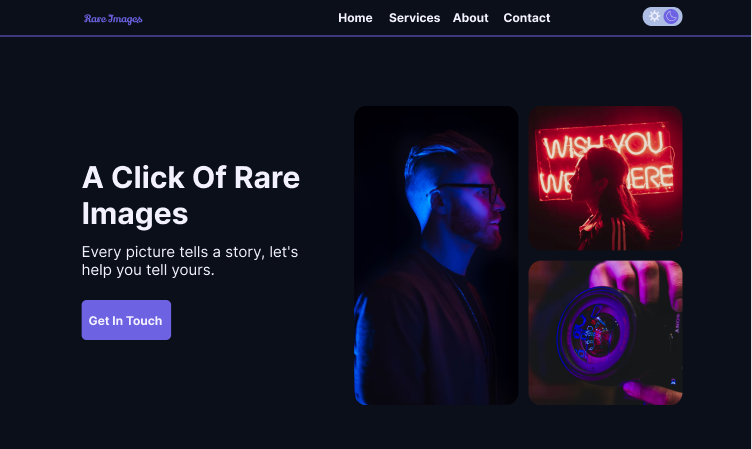 Rare Images
Home Services About Contact
A Click Of Rare
Images
Every picture tells a story, let's
help you tell yours.
Get In Touch
WISH YOU
WE HERE